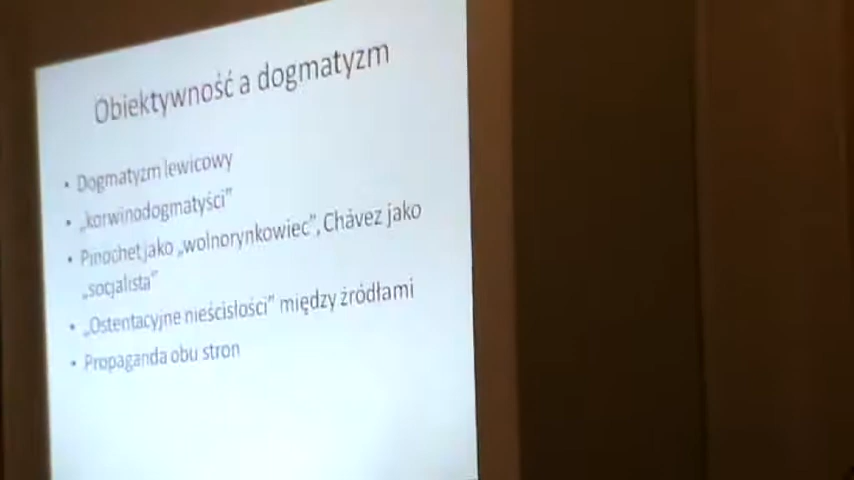 Obiektywność a dogmatyzm
• Dogmatyzm lewicowy
• „korwinodogmatyści”
• Pinochet jako „wolnorynkowiec”, Chávez jako
„socjalista”
• „Ostentacyjne nieścisłości” między źródłami
• Propaganda obu stron